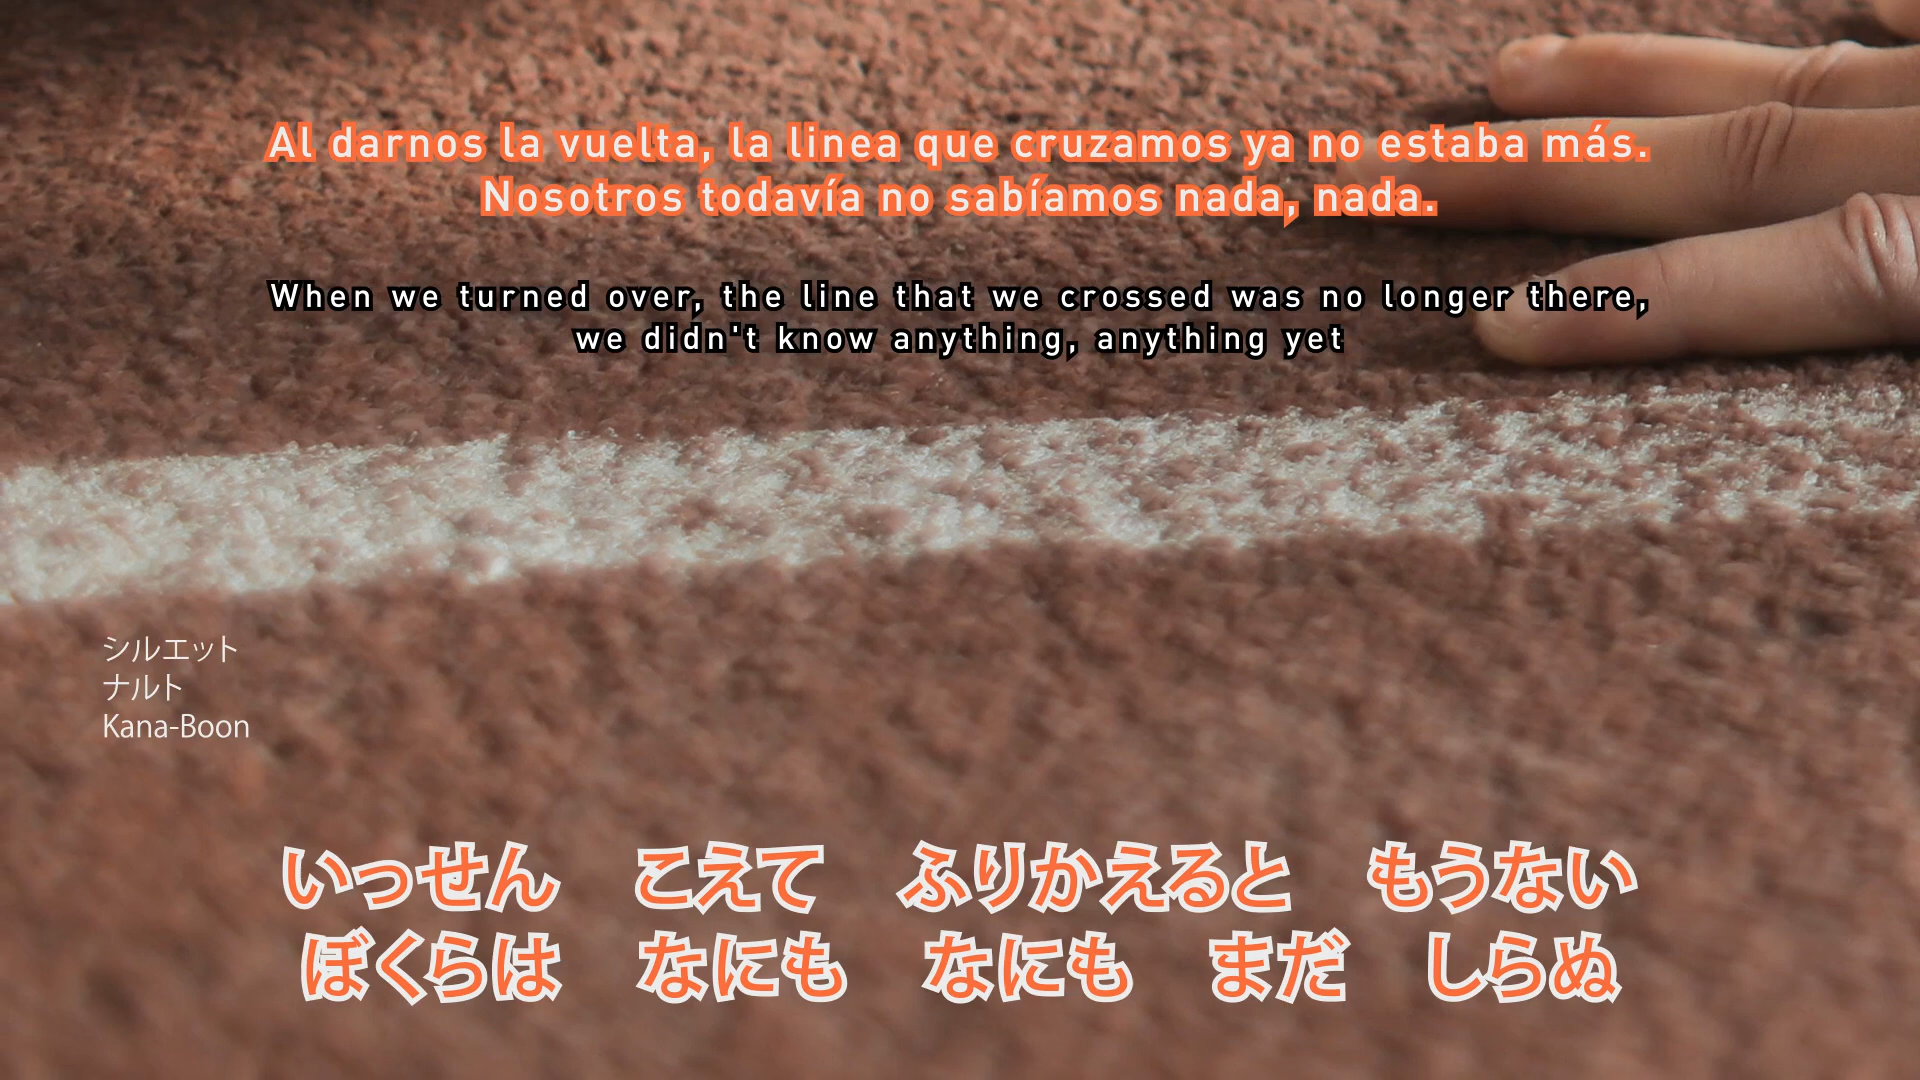 Al darnos la vuelta, la linea que cruzamos ya no estaba más.
Nosotros todavía no sabíamos nada, nada.
When we turned over, the line that we crossed was no longer there,
we didn't know anything, anything yet
シルエット
ナルト
Kana-Boon
いっせん　こえて　ふりかえると　もうない
ぼくらは　なにも　なにも　まだ　しらぬ